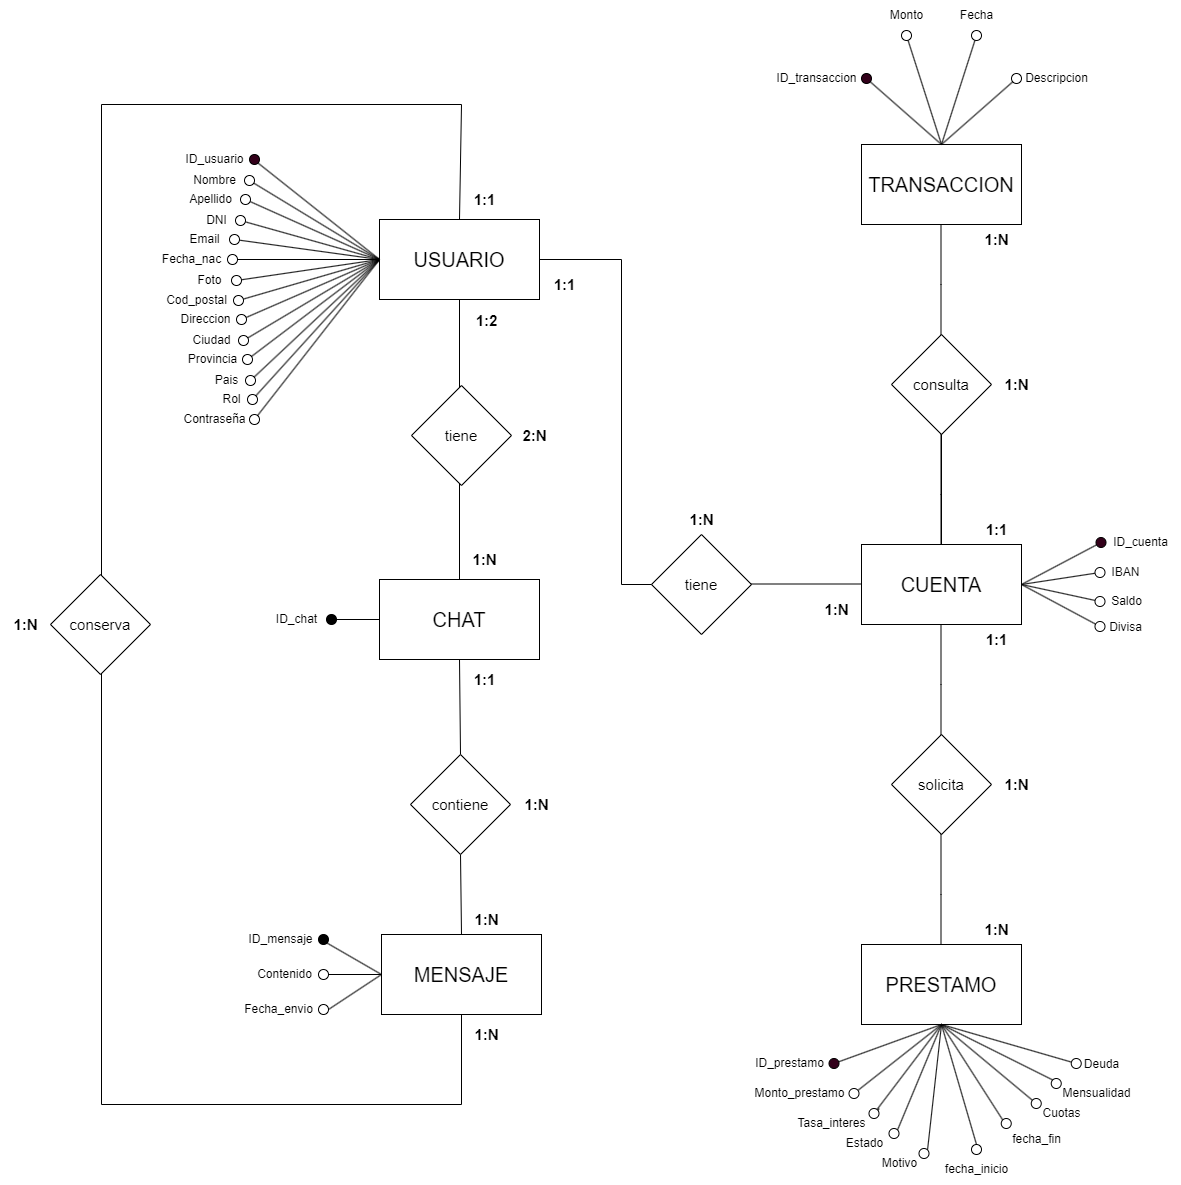 Monto
Fecha
ID_transaccion
Descripcion
TRANSACCION
1:N
consulta
1:N
1:1
CUENTA
ID_cuenta
IBAN
Saldo
Divisa
1:1
solicita
1:N
1:N
PRESTAMO
ID_prestamo
Monto_prestamo
Tasa_interes
Estado
Motivo
fecha_inicio
fecha_fin
Cuotas
Mensualidad
Deuda
ID_usuario
Nombre
Apellido
DNI
Email
Fecha_nac
Foto
Cod_postal
Direccion
Ciudad
Provincia
Pais
Rol
Contraseña
1:1
USUARIO
1:1
1:2
tiene
2:N
1:N
tiene
1:N
1:N
ID_chat
CHAT
1:1
1:N
conserva
contiene
1:N
1:N
ID_mensaje
Contenido
Fecha_envio
MENSAJE
1:N